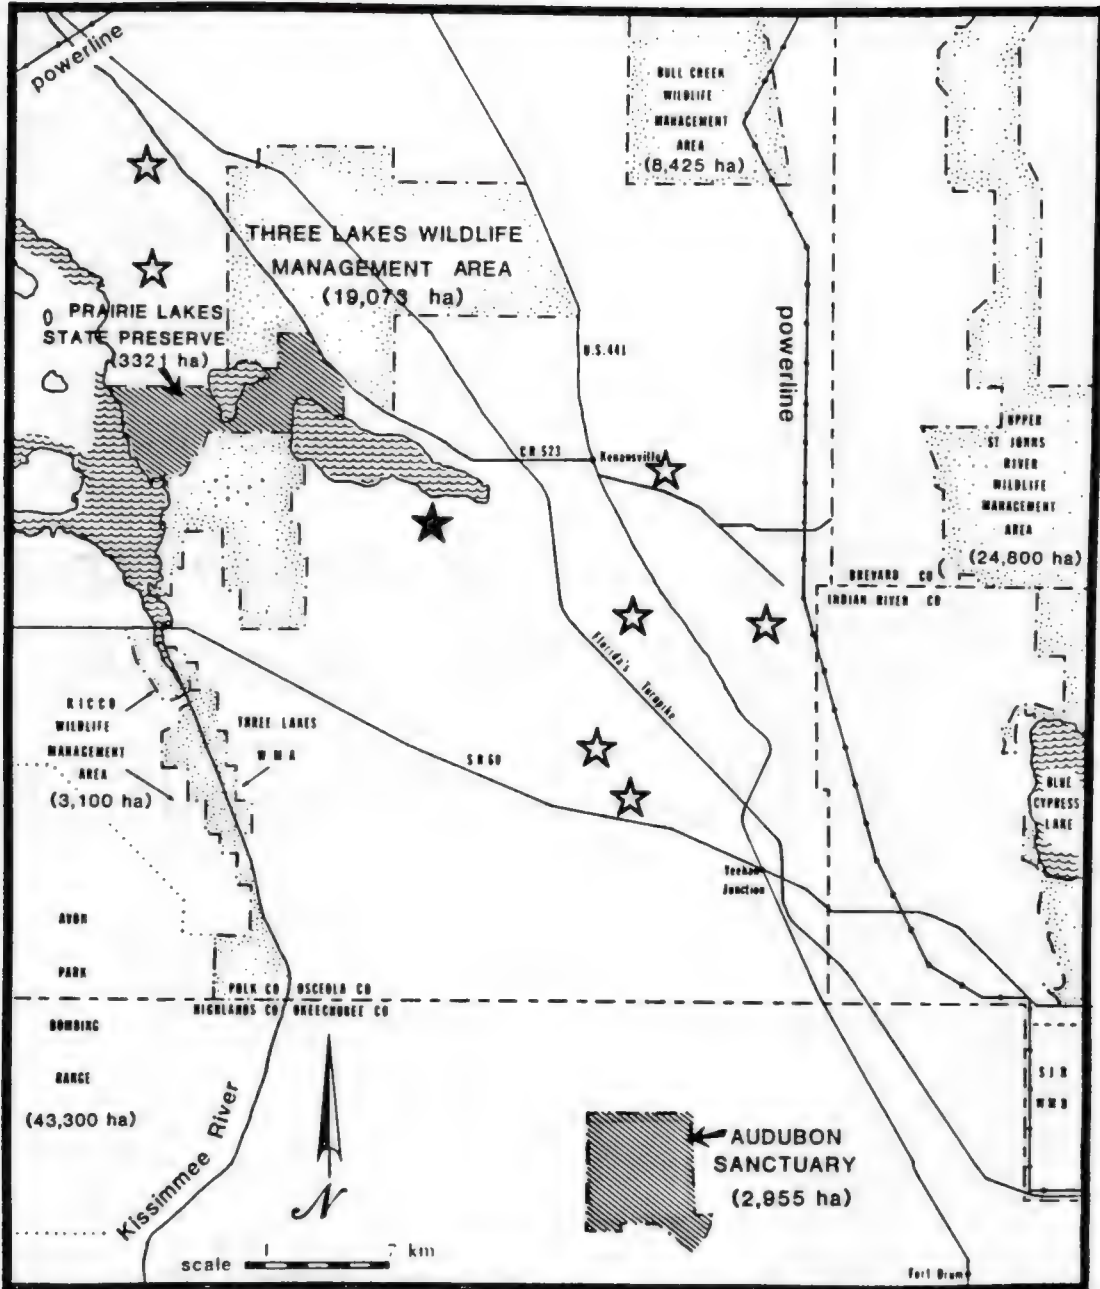 powerline
BULL CREEK
WILDLIFE
MANAGEMENT
AREA
(8,425 ha)
THREE LAKES WILDLIFE
MANAGEMENT AREA
(19,073 ha)
PRAIRIE LAKES
STATE PRESERVE
(3321 ha)
U.S. 441
powerline
C R 523
Kenansville
UPPER
ST JOHNS
RIVER
WILDLIFE
MANAGEMENT
AREA
(24,800 ha)
BREVARD CO
INDIAN RIVER CO
Florida's Turnpike
RICCO
WILDLIFE
MANAGEMENT
AREA
(3,100 ha)
THREE LAKES
W M A
S R 60
BLUE
CYPRESS
LAKE
Yeehaw
Junction
AVON
PARK
BOMBING
RANGE
(43,300 ha)
POLK CO OSCEOLA CO
HIGHLANDS CO OKEECHOBEE CO
S J R
W M D
Kissimmee River
N
AUDUBON
SANCTUARY
(2,955 ha)
scale 7 km
Fort Drum